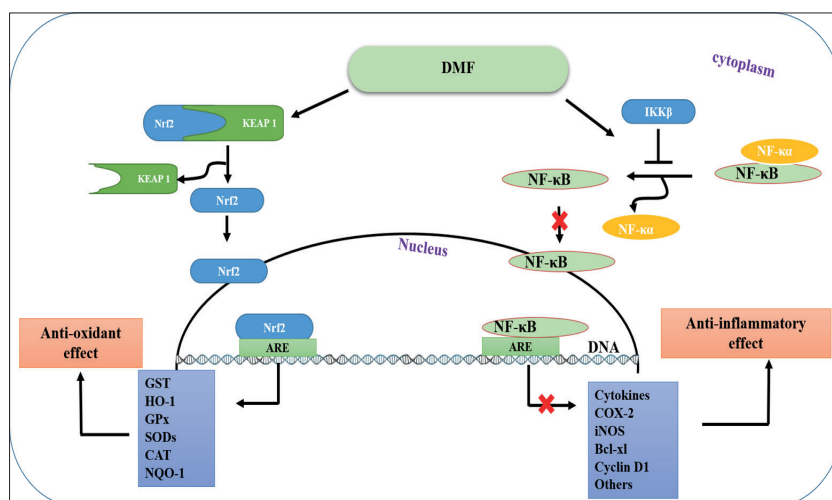 DMF
cytoplasm
Nrf2
KEAP 1
IKKβ
NF-κα
NF-κB
KEAP 1
Nrf2
NF-κB
NF-κα
Nrf2
Nucleus
NF-κB
Anti-oxidant
effect
Nrf2
ARE
NF-κB
ARE
DNA
Anti-inflammatory
effect
GST
HO-1
GPx
SODs
CAT
NQO-1
Cytokines
COX-2
iNOS
Bcl-xl
Cyclin D1
Others